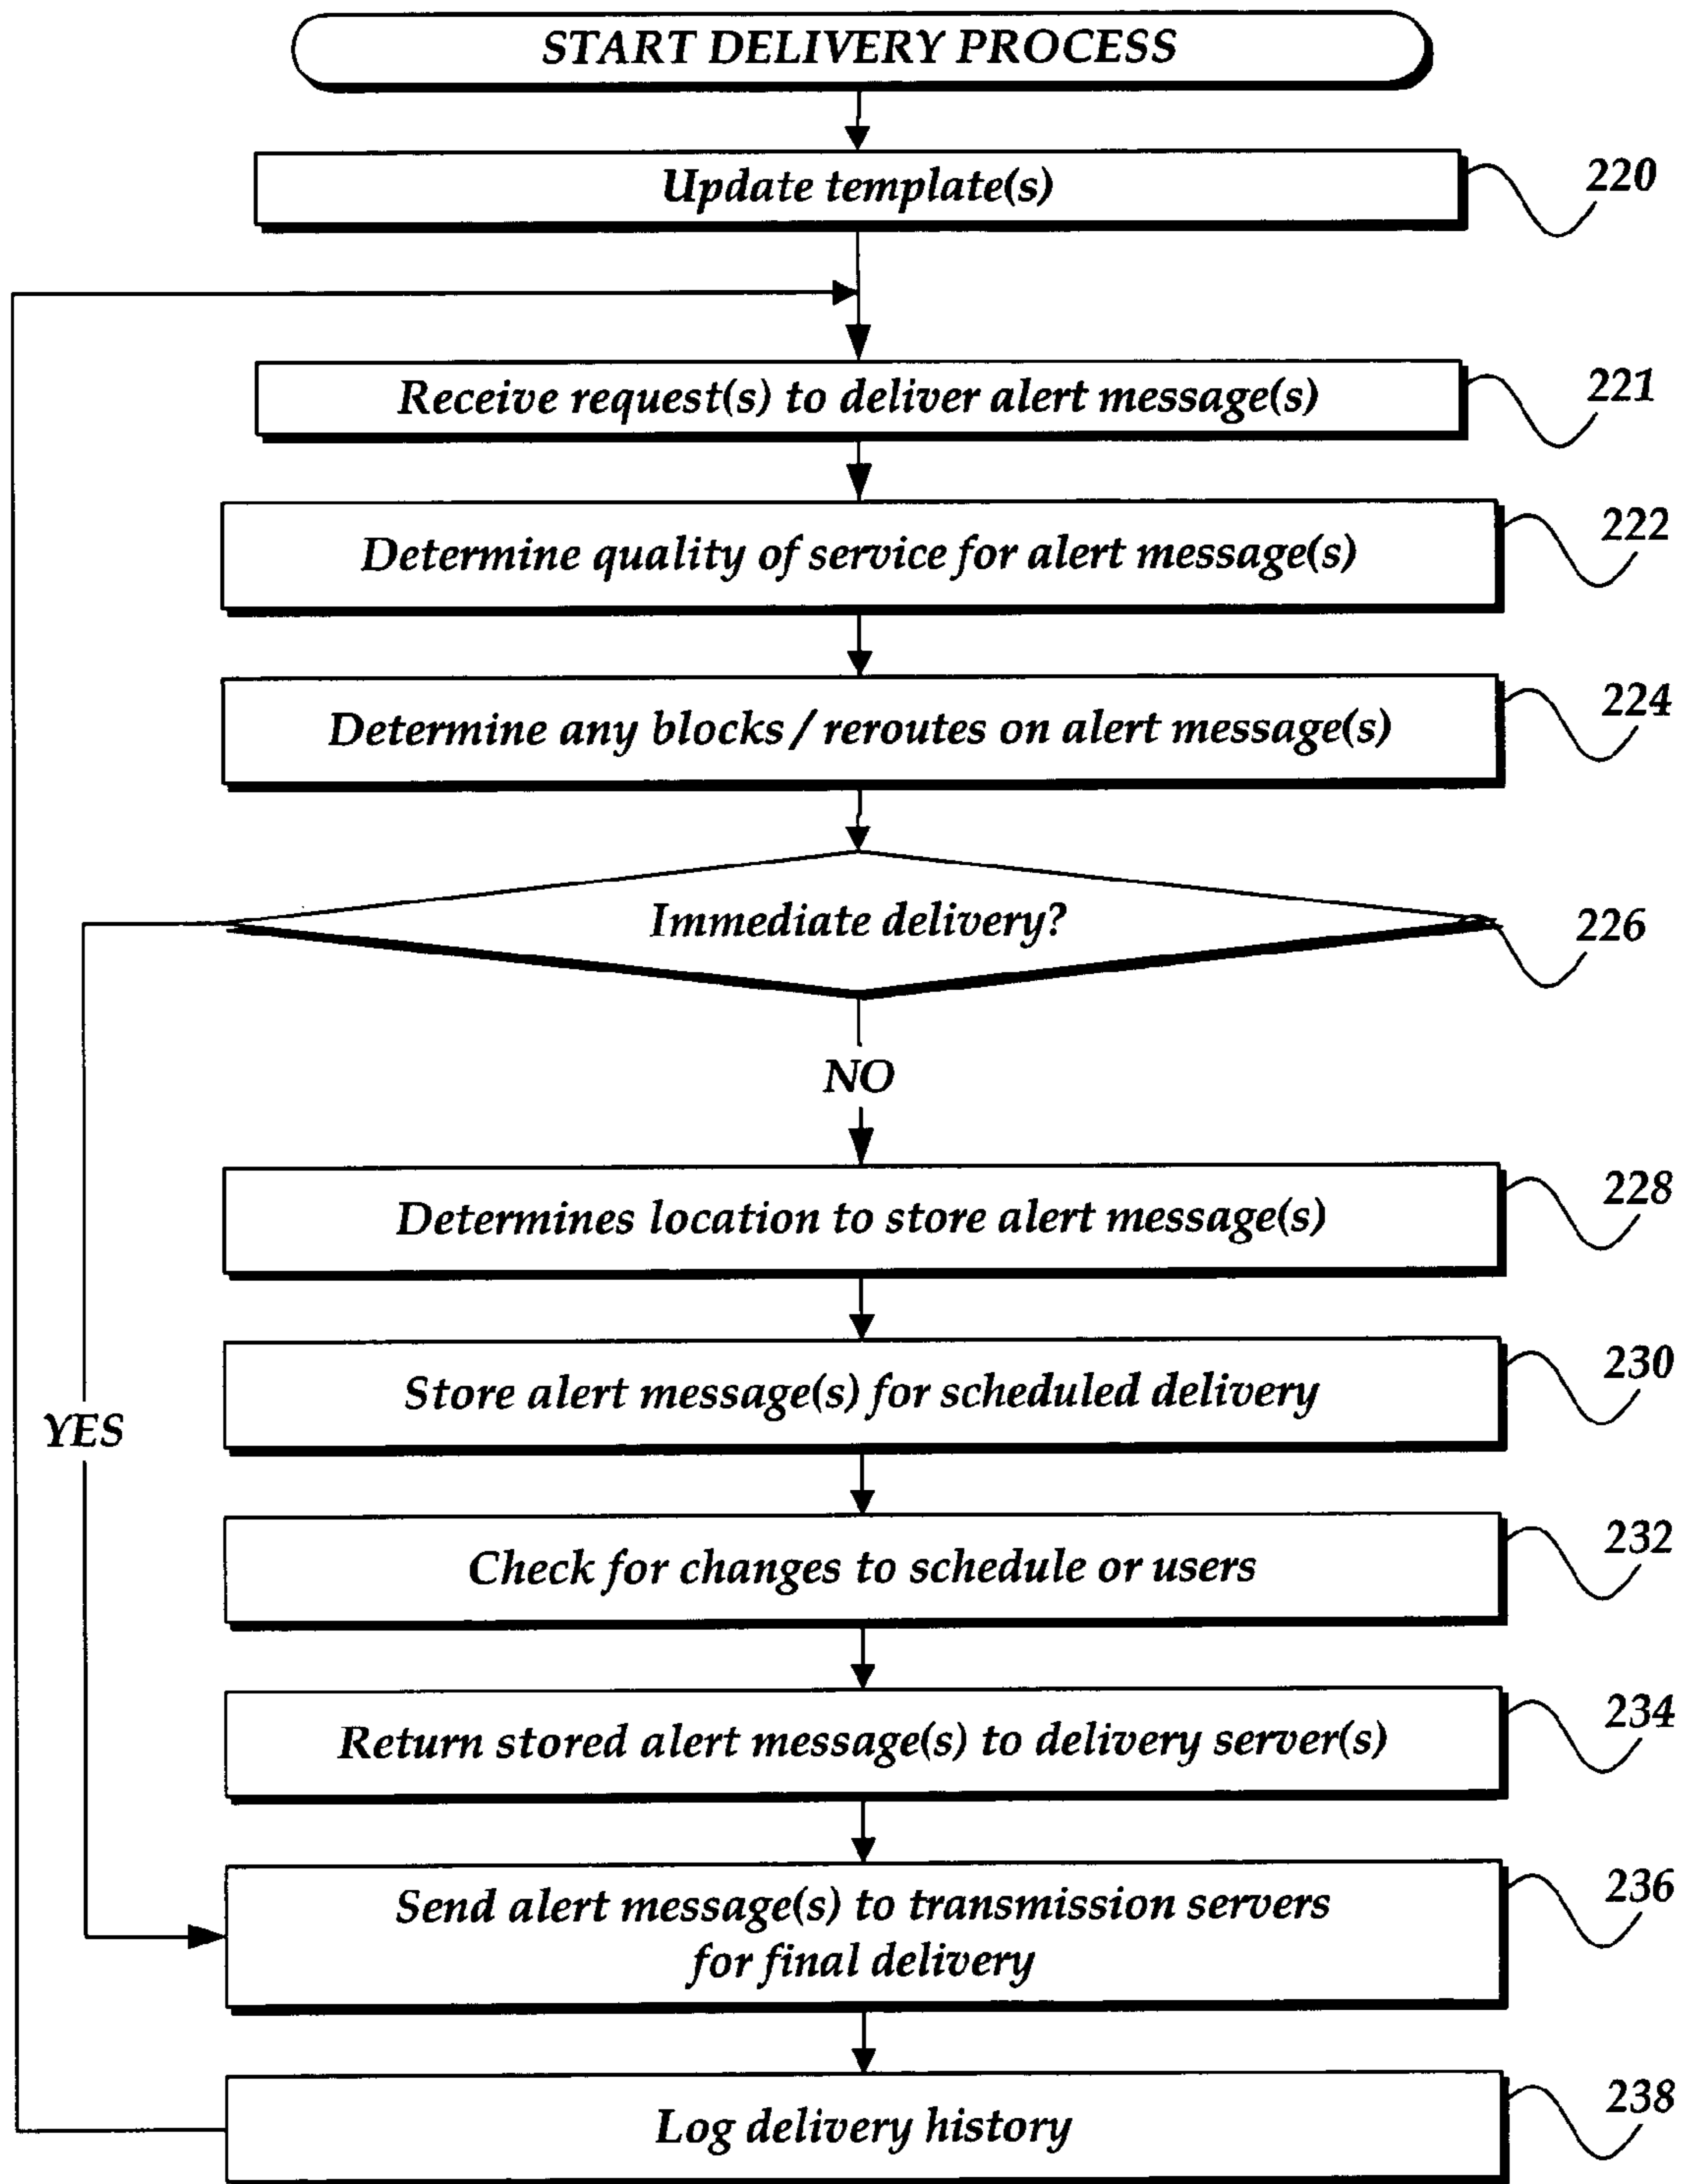 START DELIVERY PROCESS
Update template(s)
220
Receive request(s) to deliver alert message(s)
221
Determine quality of service for alert message(s)
222
Determine any blocks / reroutes on alert message(s)
224
Immediate delivery?
226
NO
Determines location to store alert message(s)
228
Store alert message(s) for scheduled delivery
230
YES
Check for changes to schedule or users
232
Return stored alert message(s) to delivery server(s)
234
Send alert message(s) to transmission servers
for final delivery
236
Log delivery history
238